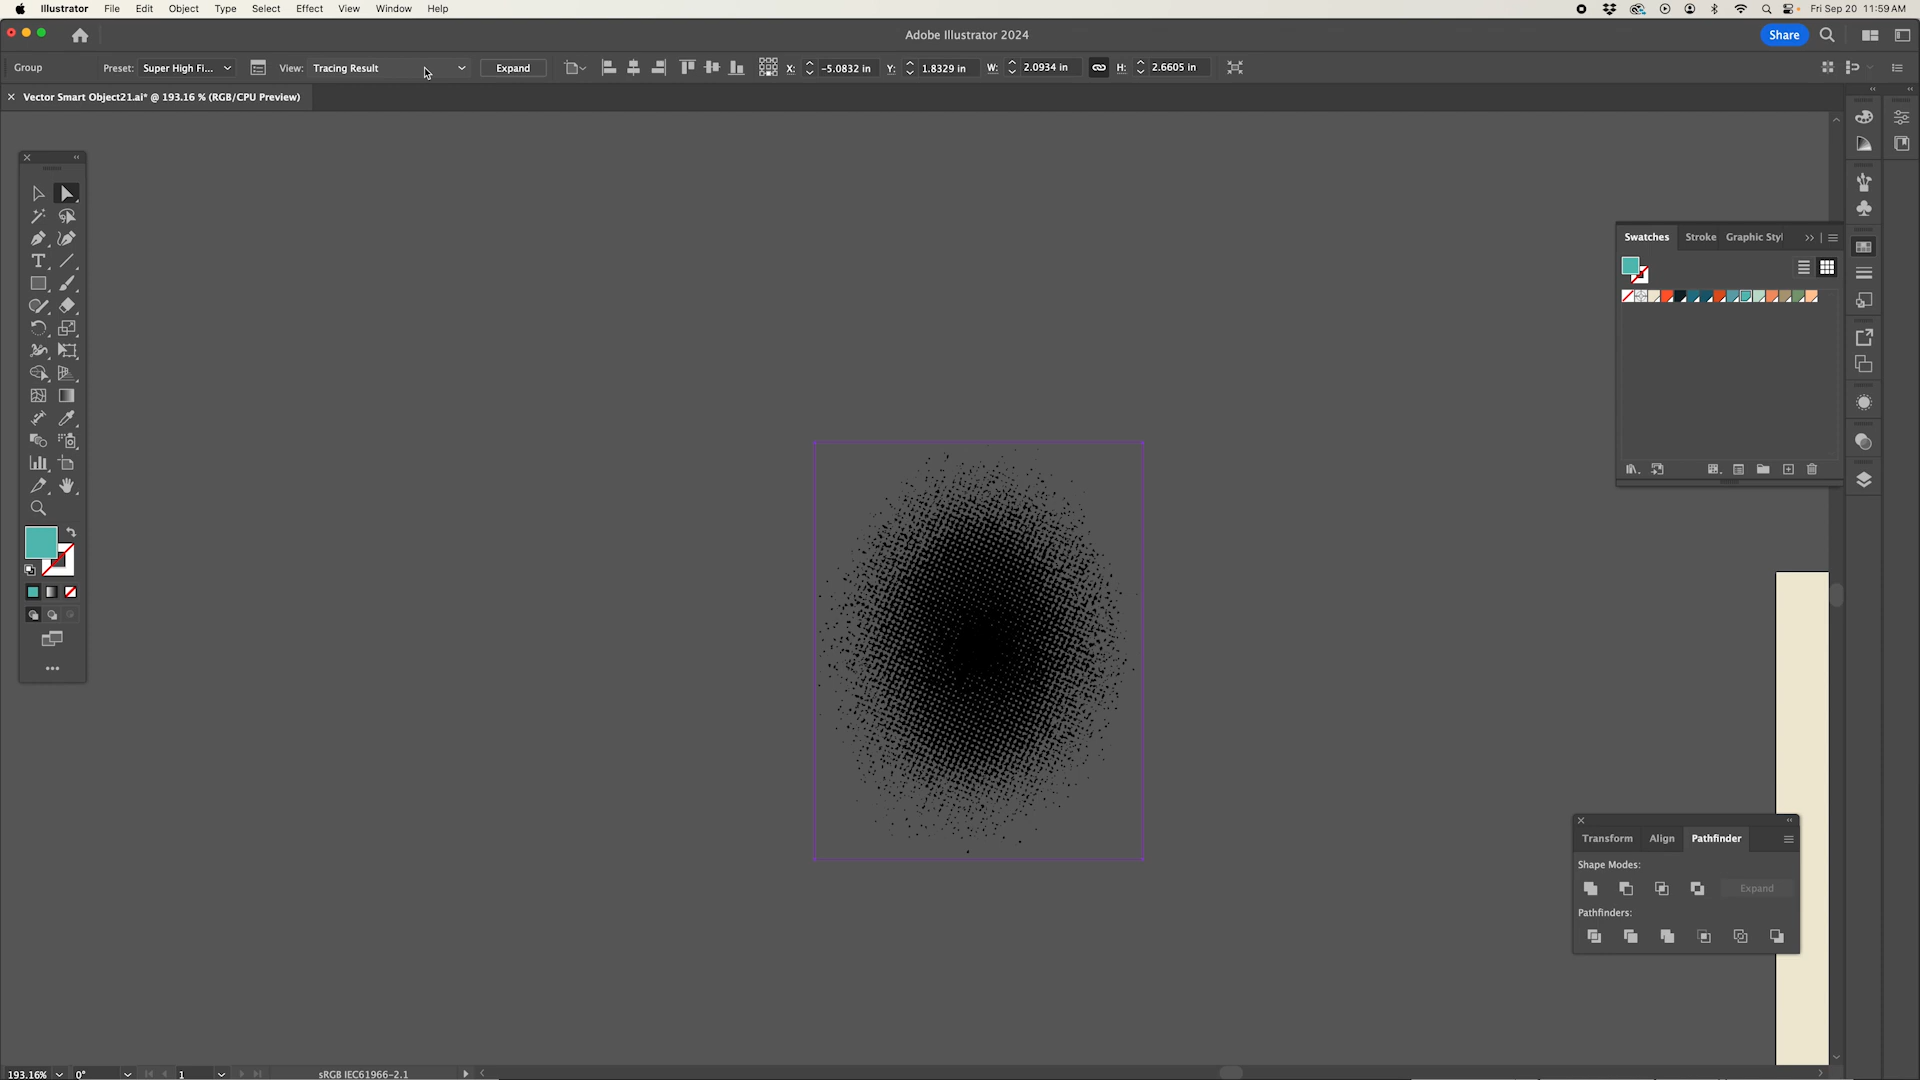 Illustrator File Edit Object Type Select Effect View Window Help Fri Sep 20 11:59 AM
Adobe Illustrator 2024 Share
Group Preset: Super High Fi... View: Tracing Result Expand X: -5.0832 in Y: 1.8329 in W: 2.0934 in H: 2.6605 in
Vector Smart Object21.ai* @ 193.16 % (RGB/CPU Preview)
Swatches Stroke Graphic Styl
Transform Align Pathfinder
Shape Modes:
Expand
Pathfinders:
193.16% 0° 1 sRGB IEC61966-2.1